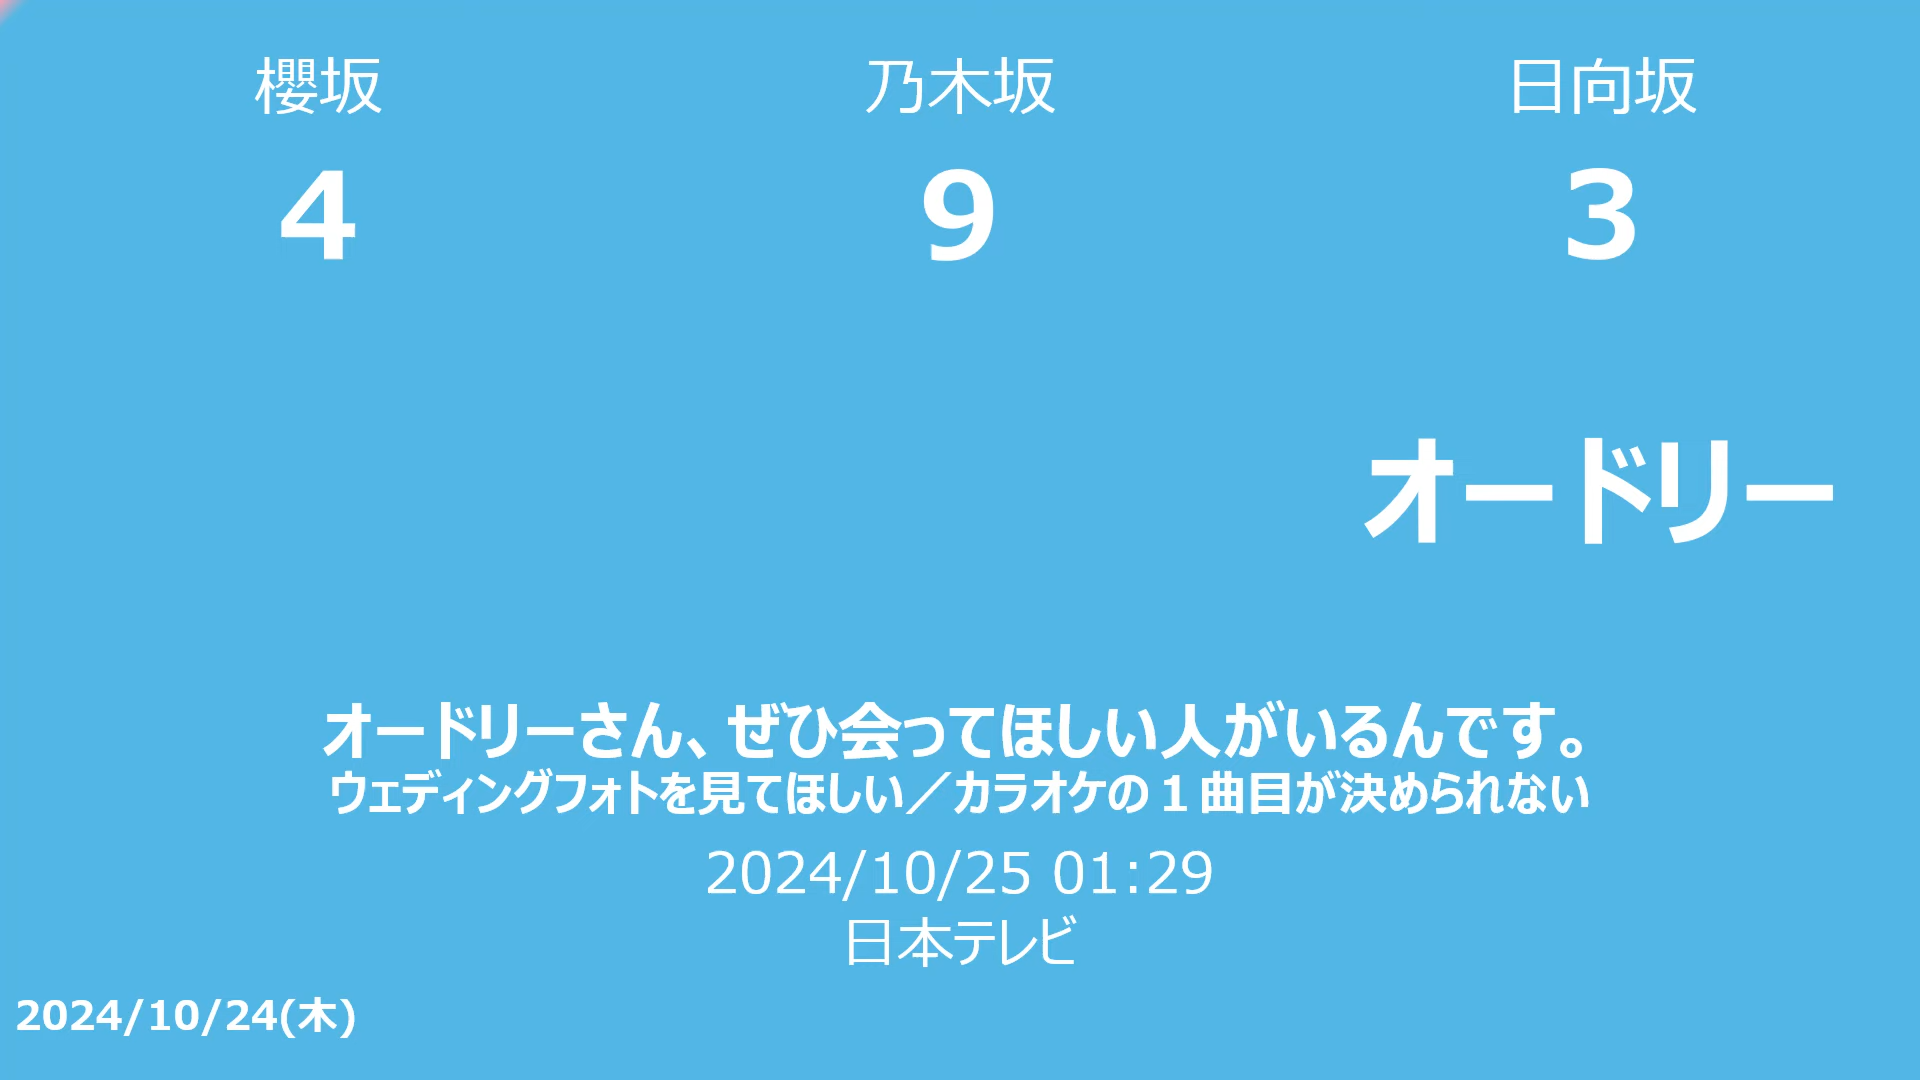 櫻坂 乃木坂 日向坂
4 9 3
オードリー
オードリーさん、ぜひ会ってほしい人がいるんです。
ウェディングフォトを見てほしい／カラオケの1曲目が決められない
2024/10/25 01:29
日本テレビ
2024/10/24(木)